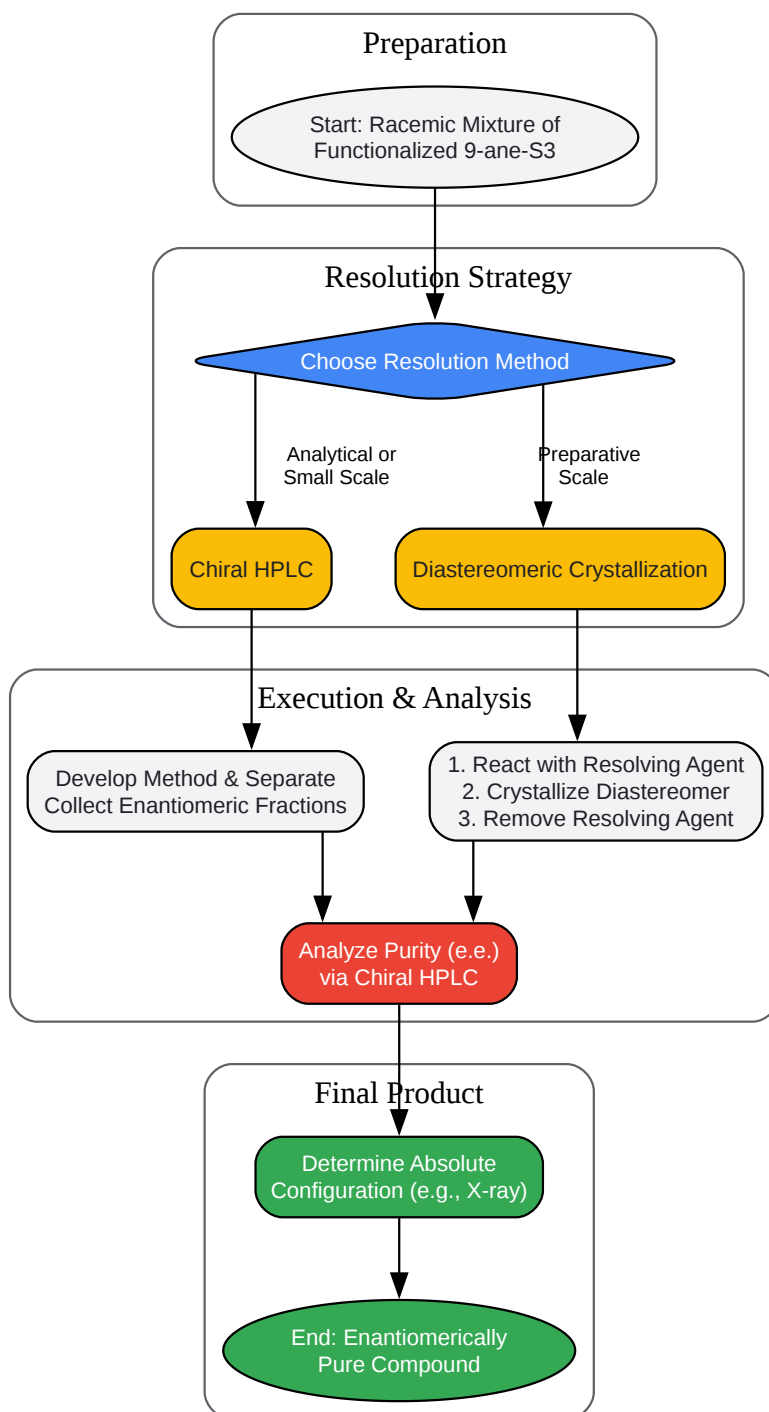 Preparation
Start: Racemic Mixture of
Functionalized 9-ane-S3
Resolution Strategy
Choose Resolution Method
Analytical or
Small Scale
Preparative
Scale
Chiral HPLC
Diastereomeric Crystallization
Execution & Analysis
Develop Method & Separate
Collect Enantiomeric Fractions
1. React with Resolving Agent
2. Crystallize Diastereomer
3. Remove Resolving Agent
Analyze Purity (e.e.)
via Chiral HPLC
Final Product
Determine Absolute
Configuration (e.g., X-ray)
End: Enantiomerically
Pure Compound